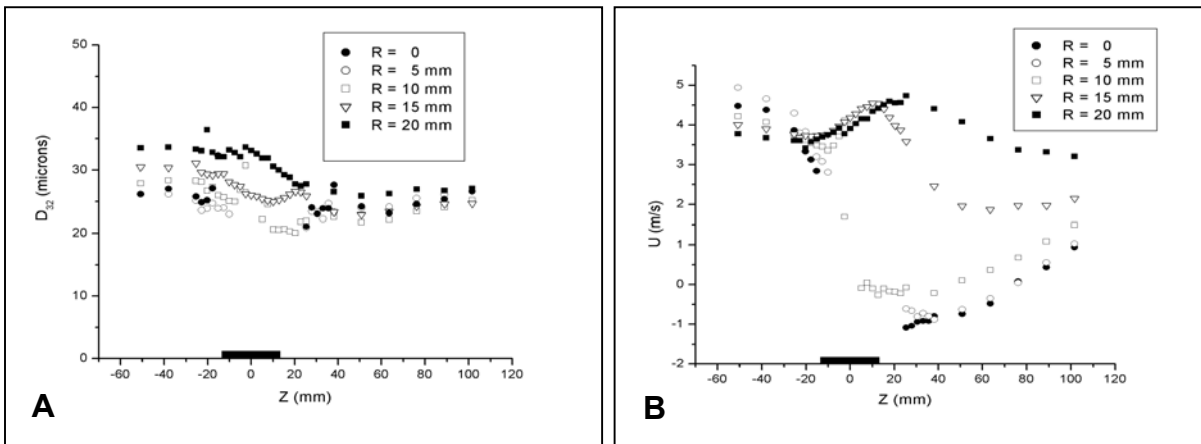 50
40
30
20
10
0
D32 (microns)
-60 -40 -20 0 20 40 60 80 100 120
Z (mm)
R = 0
R = 5 mm
R = 10 mm
R = 15 mm
R = 20 mm
A
5
4
3
2
1
0
-1
-2
U (m/s)
-60 -40 -20 0 20 40 60 80 100 120
Z (mm)
R = 0
R = 5 mm
R = 10 mm
R = 15 mm
R = 20 mm
B